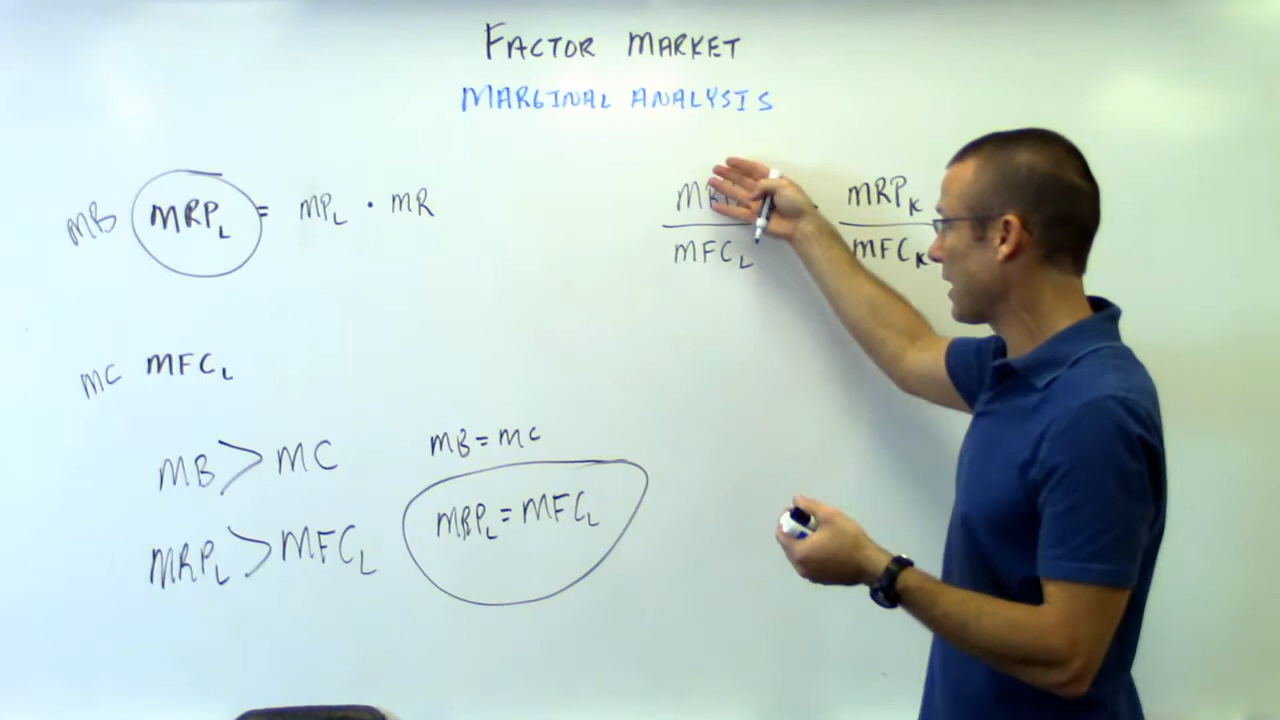 FACTOR MARKET
MARGINAL ANALYSIS
MB MRPL = MPL · MR
MRPK
MFCL MFCK
MC MFCL
MB > MC
MB = MC
MRPL > MFCL
MRPL = MFCL